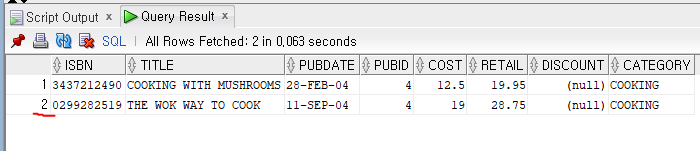 Script Output × Query Result ×
SQL | All Rows Fetched: 2 in 0,063 seconds
ISBN TITLE PUBDATE PUBID COST RETAIL DISCOUNT CATEGORY
1 3437212490 COOKING WITH MUSHROOMS 28-FEB-04 4 12.5 19.95 (null) COOKING
2 0299282519 THE WOK WAY TO COOK 11-SEP-04 4 19 28.75 (null) COOKING